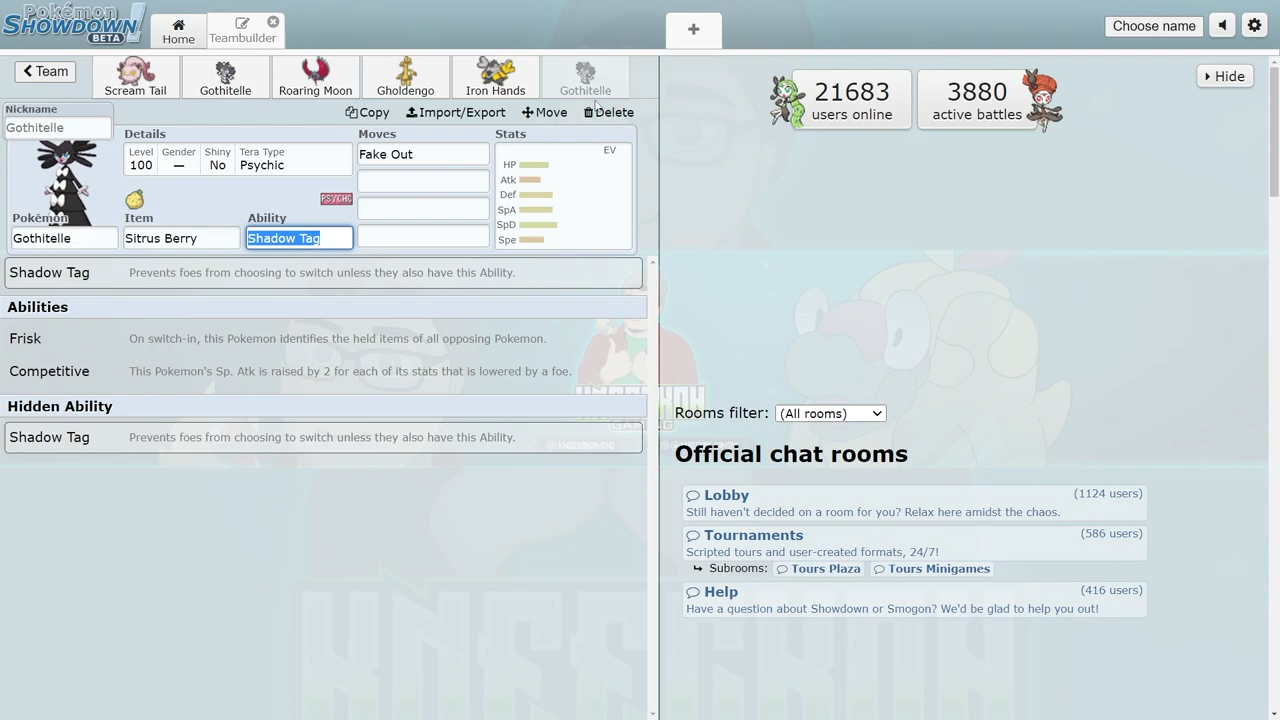 Pokémon
SHOWDOWN!
BETA
Home
Teambuilder
Choose name
Team
Scream Tail
Gothitelle
Roaring Moon
Gholdengo
Iron Hands
Gothitelle
Nickname
Gothitelle
Copy
Import/Export
Move
Delete
Details
Moves
Stats
Level
100
Gender
—
Shiny
No
Tera Type
Psychic
Fake Out
EV
HP
Atk
Def
SpA
SpD
Spe
PSYCHC
Pokémon
Gothitelle
Item
Sitrus Berry
Ability
Shadow Tag
Shadow Tag Prevents foes from choosing to switch unless they also have this Ability.
Abilities
Frisk On switch-in, this Pokemon identifies the held items of all opposing Pokemon.
Competitive This Pokemon's Sp. Atk is raised by 2 for each of its stats that is lowered by a foe.
Hidden Ability
Shadow Tag Prevents foes from choosing to switch unless they also have this Ability.
21683
users online
3880
active battles
Hide
Rooms filter: (All rooms)
Official chat rooms
Lobby (1124 users)
Still haven't decided on a room for you? Relax here amidst the chaos.
Tournaments (586 users)
Scripted tours and user-created formats, 24/7!
Subrooms: Tours Plaza Tours Minigames
Help (416 users)
Have a question about Showdown or Smogon? We'd be glad to help you out!